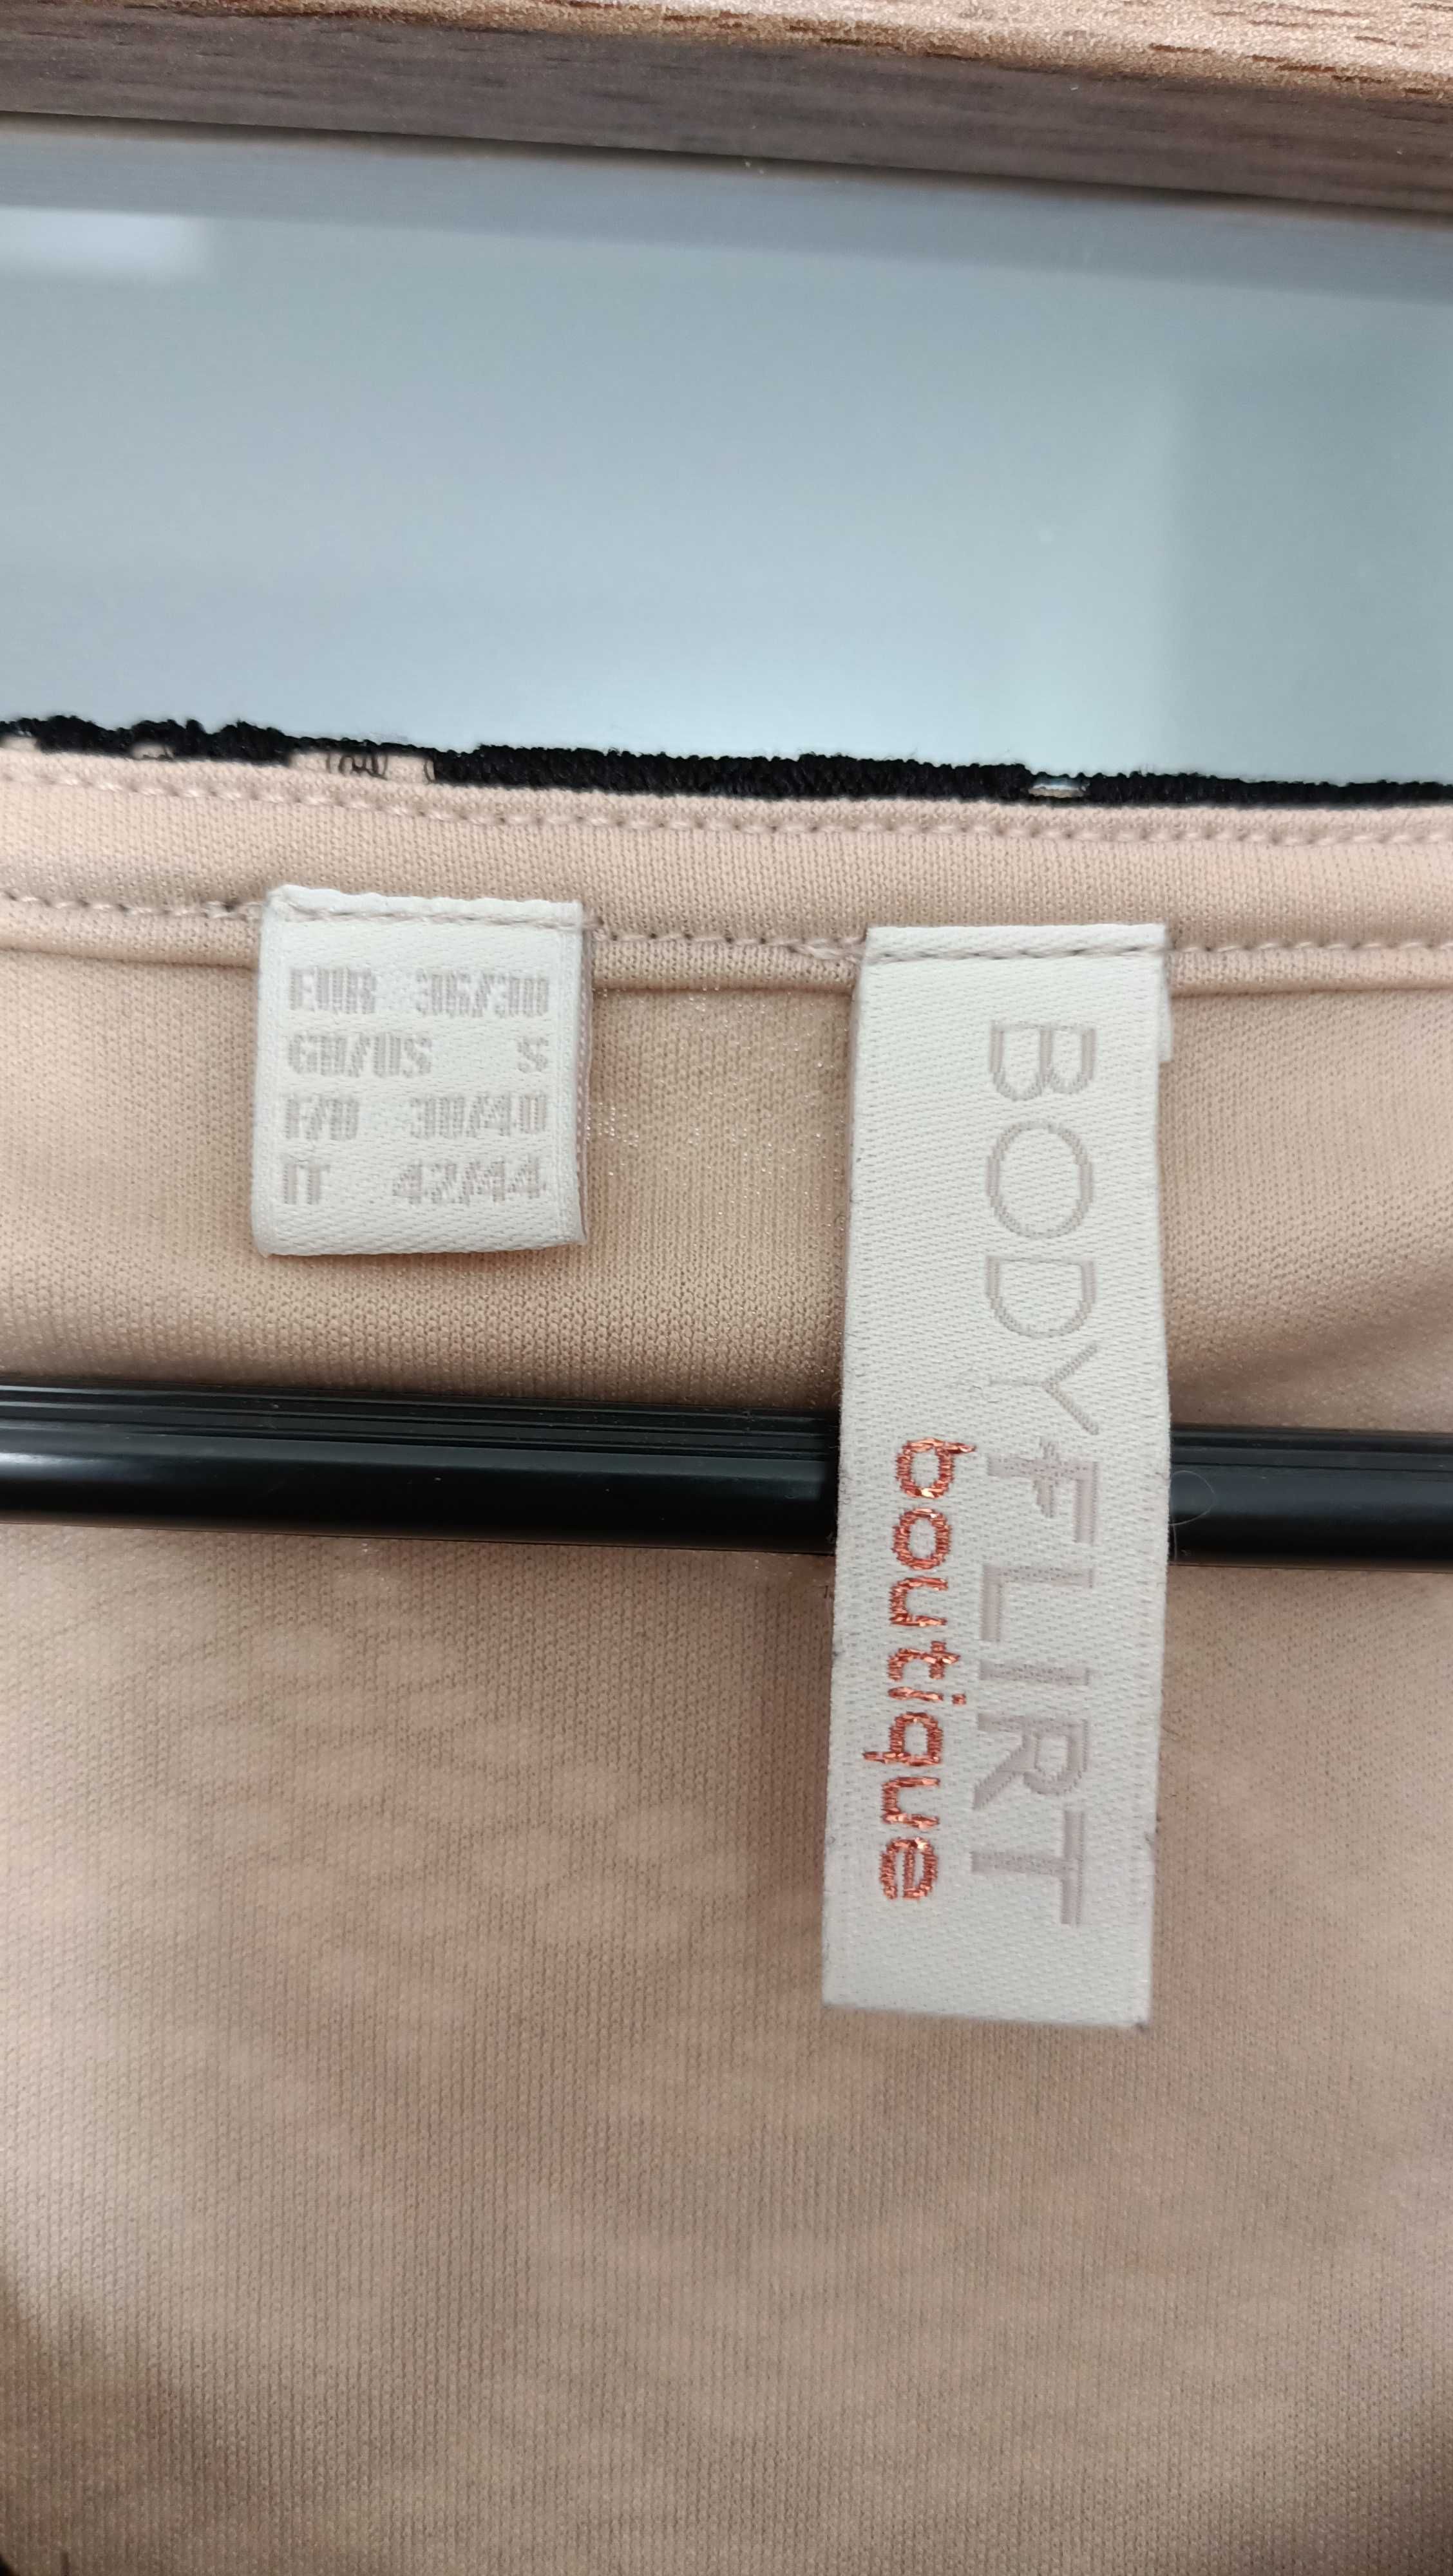 EUR 36/38
GB/US S
F/B 38/40
IT 42/44
BODYFLIRT
boutique